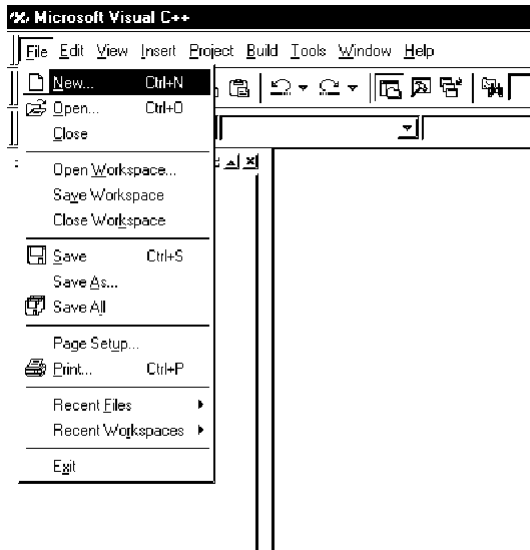 Microsoft Visual C++
File Edit View Insert Project Build Tools Window Help
New... Ctrl+N
Open... Ctrl+O
Close
Open Workspace...
Save Workspace
Close Workspace
Save Ctrl+S
Save As...
Save All
Page Setup...
Print... Ctrl+P
Recent Files
Recent Workspaces
Exit